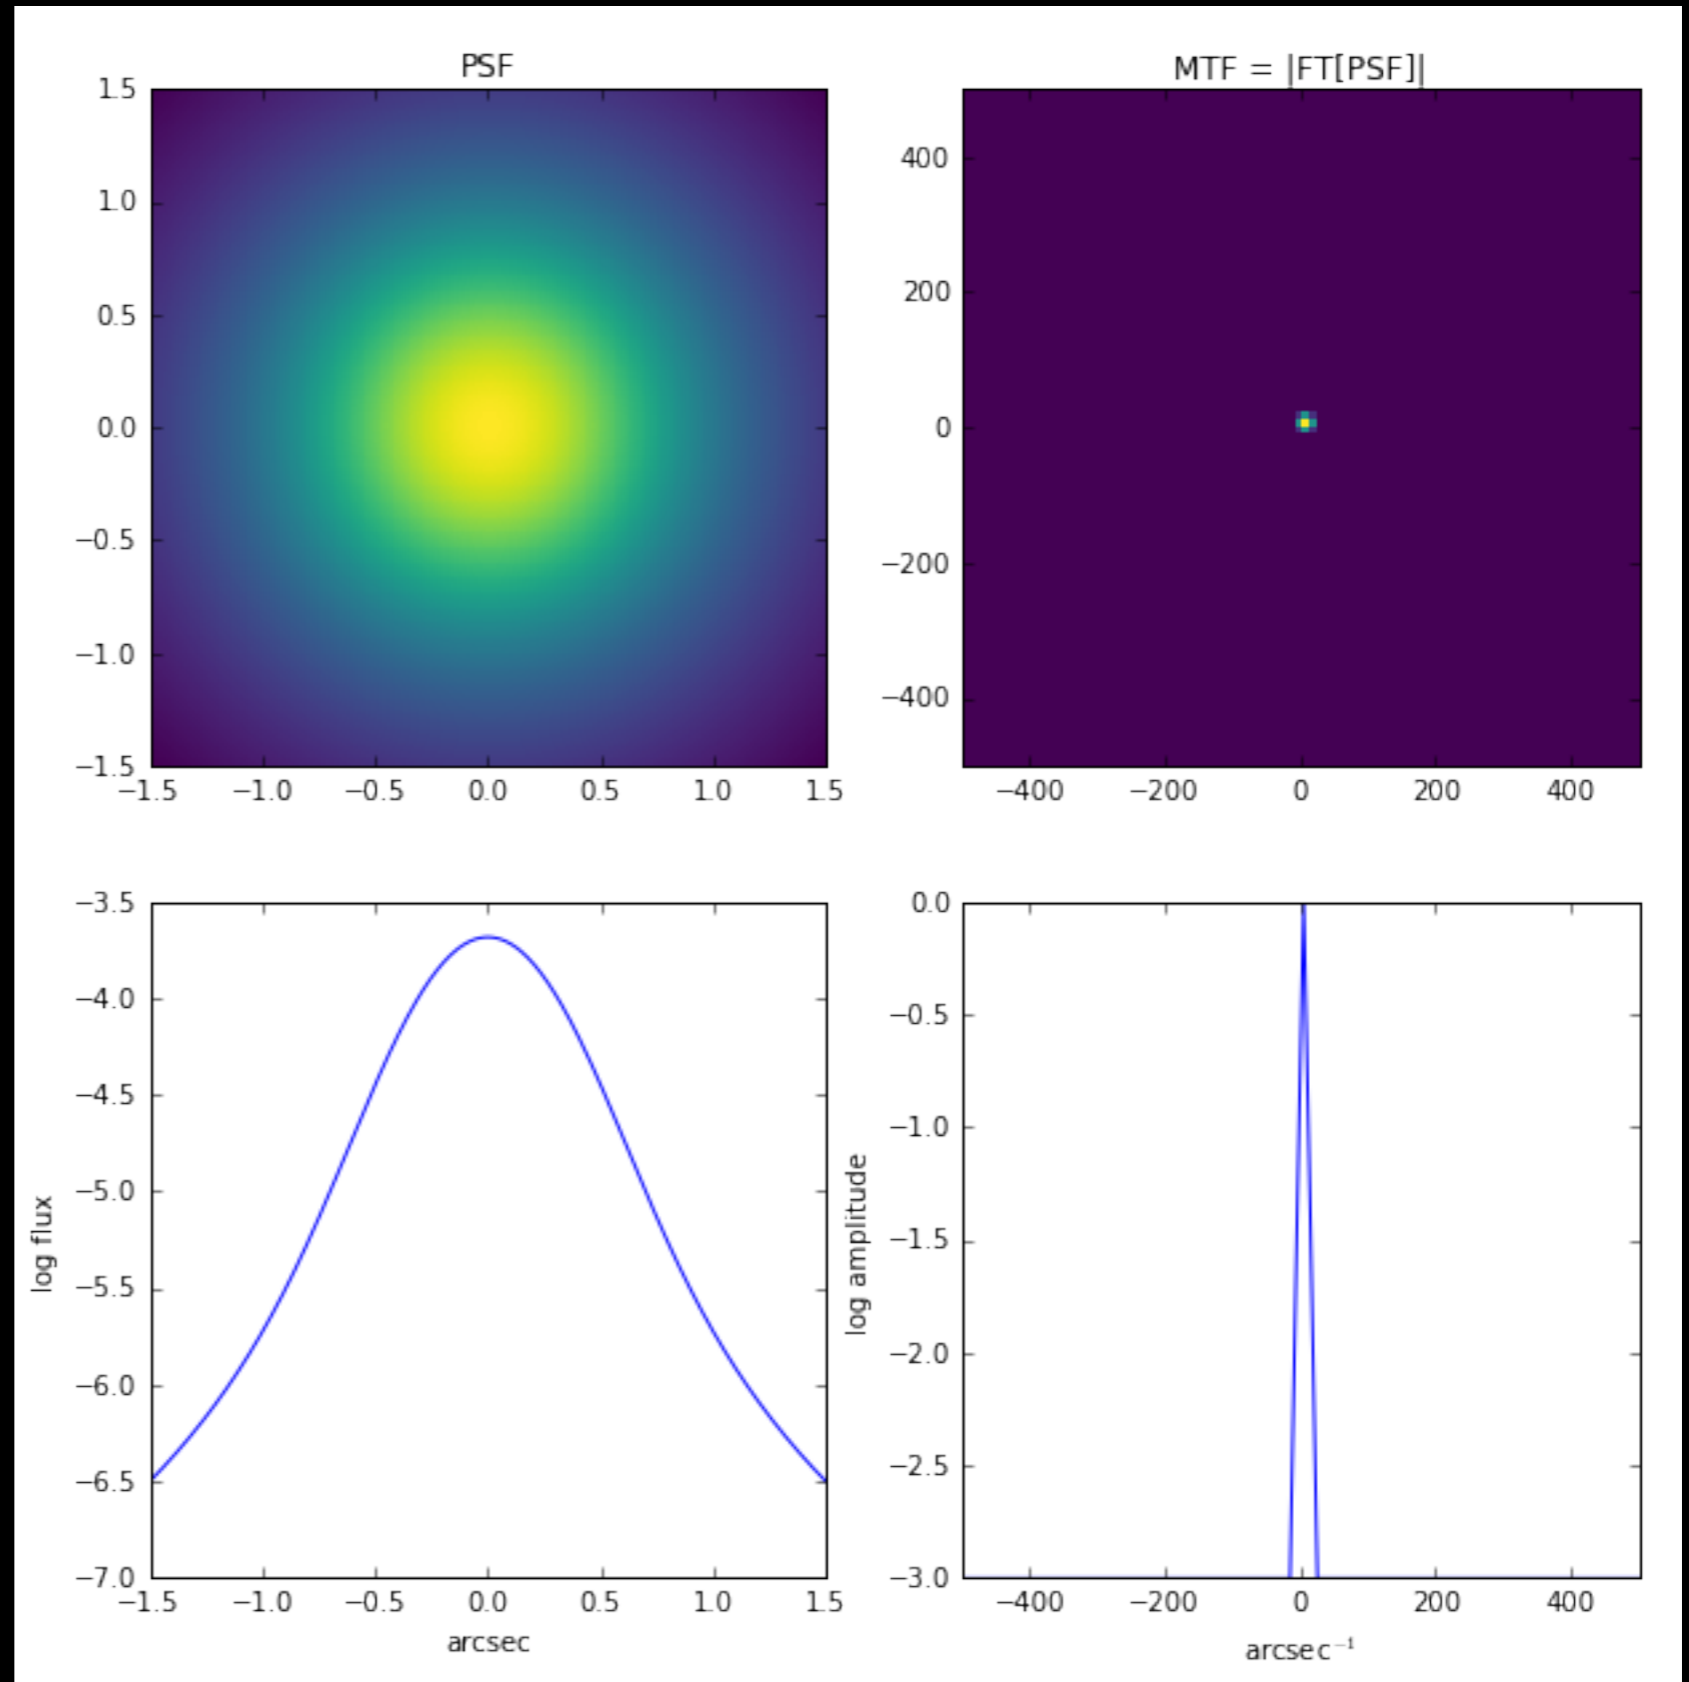 PSF
MTF = |FT[PSF]|
1.5
1.0
0.5
0.0
−0.5
−1.0
−1.5
−1.5 −1.0 −0.5 0.0 0.5 1.0 1.5
400
200
0
−200
−400
−400 −200 0 200 400
−3.5
−4.0
−4.5
−5.0
−5.5
−6.0
−6.5
−7.0
log flux
−1.5 −1.0 −0.5 0.0 0.5 1.0 1.5
arcsec
0.0
−0.5
−1.0
−1.5
−2.0
−2.5
−3.0
log amplitude
−400 −200 0 200 400
arcsec⁻¹